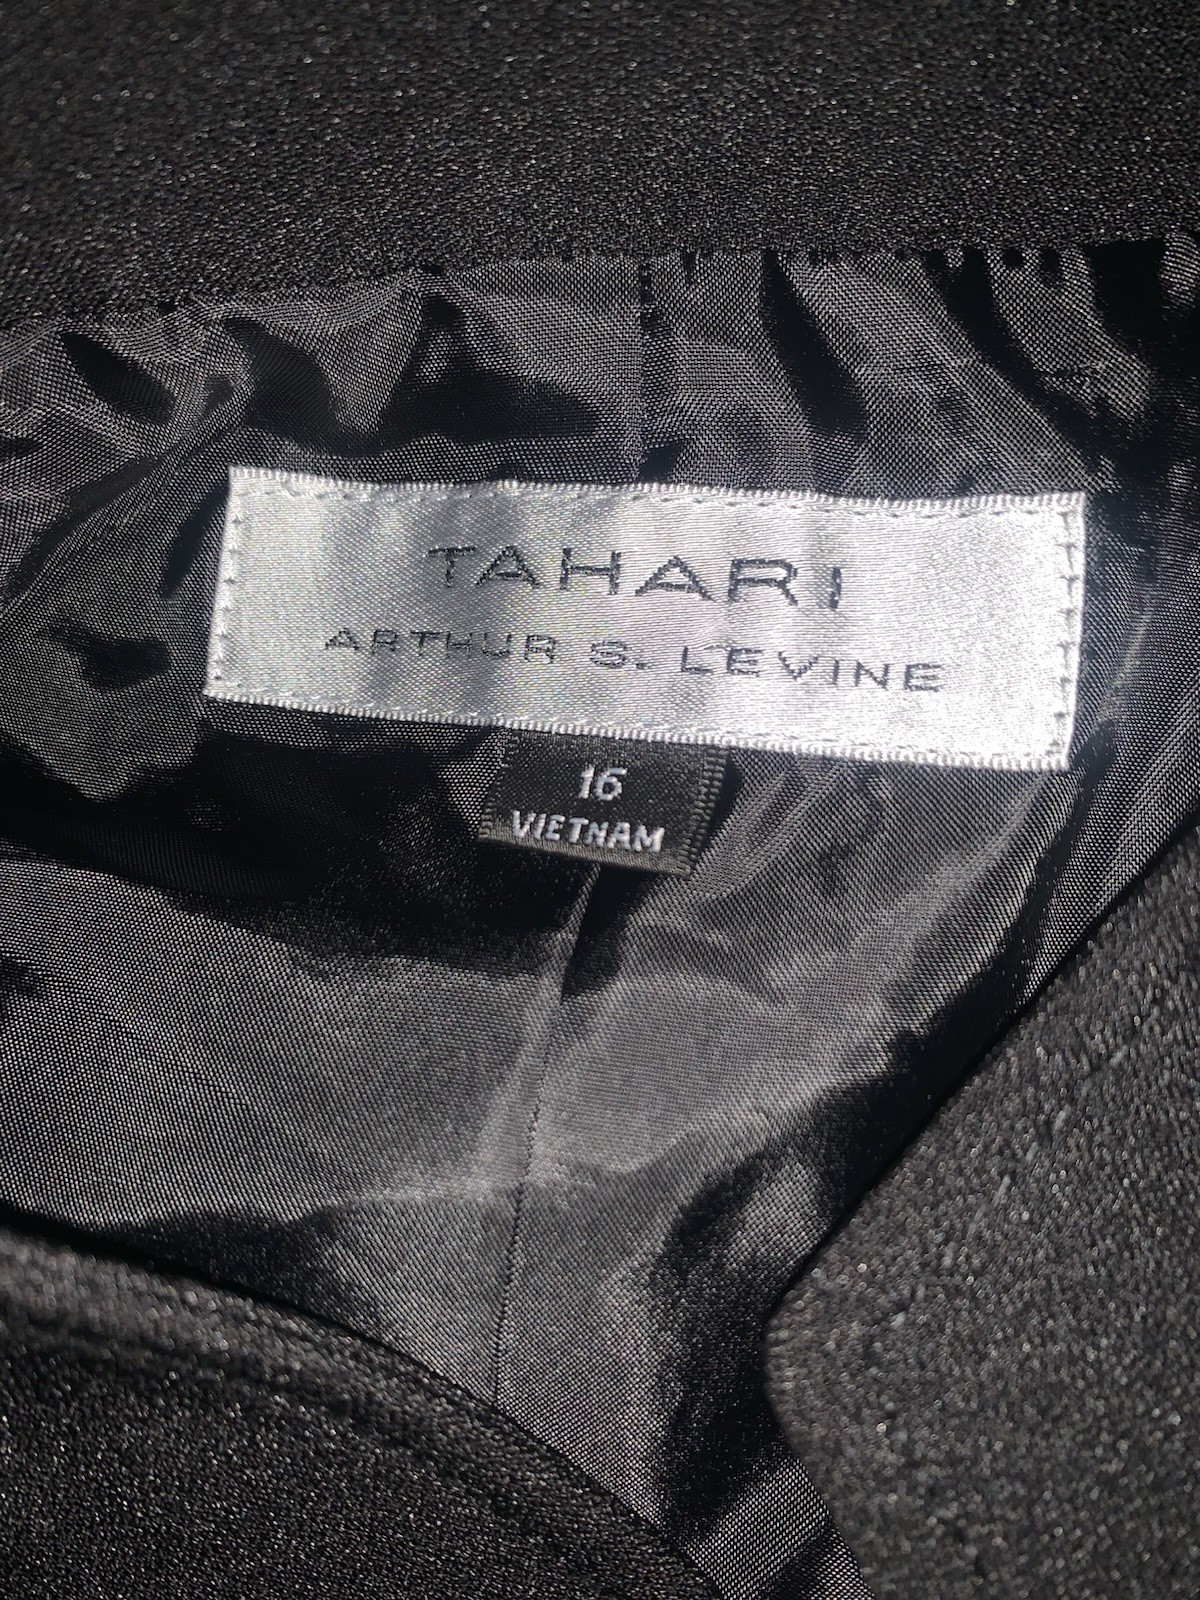 TAHARI
ARTHUR S. LEVINE
16
VIETNAM